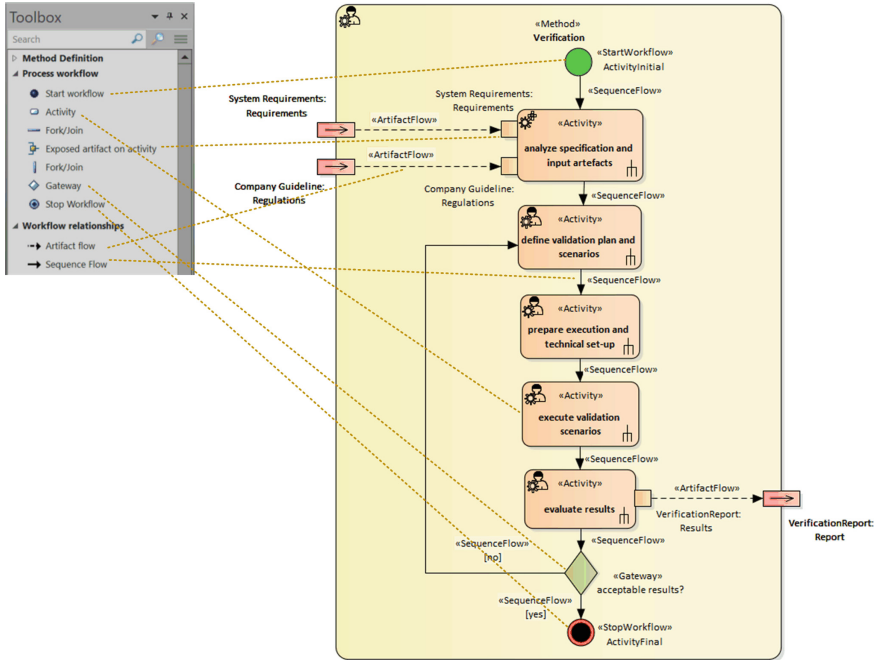 Toolbox
Search
Method Definition
Process workflow
Start workflow
Activity
Fork/Join
Exposed artifact on activity
Fork/Join
Gateway
Stop Workflow
Workflow relationships
Artifact flow
Sequence Flow
«Method»
Verification
«StartWorkflow»
ActivityInitial
«SequenceFlow»
System Requirements:
Requirements
System Requirements:
Requirements
«ArtifactFlow»
«Activity»
analyze specification and
input artefacts
«ArtifactFlow»
Company Guideline:
Regulations
Company Guideline:
Regulations
«SequenceFlow»
«Activity»
define validation plan and
scenarios
«SequenceFlow»
«Activity»
prepare execution and
technical set-up
«SequenceFlow»
«Activity»
execute validation
scenarios
«SequenceFlow»
«Activity»
evaluate results
«ArtifactFlow»
VerificationReport:
Results
VerificationReport:
Report
«SequenceFlow»
«SequenceFlow»
[no]
«Gateway»
acceptable results?
«SequenceFlow»
[yes]
«StopWorkflow»
ActivityFinal